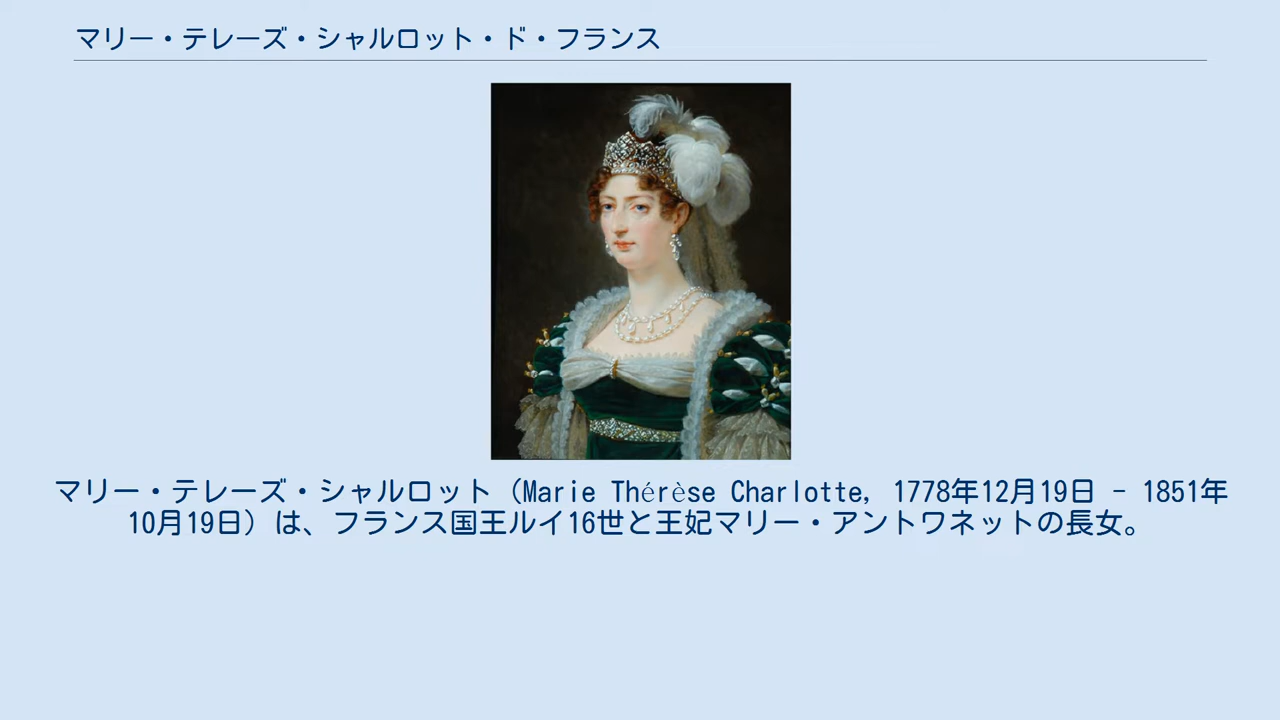 マリー・テレーズ・シャルロット・ド・フランス
マリー・テレーズ・シャルロット（Marie Thérèse Charlotte, 1778年12月19日 - 1851年
10月19日）は、フランス国王ルイ16世と王妃マリー・アントワネットの長女。